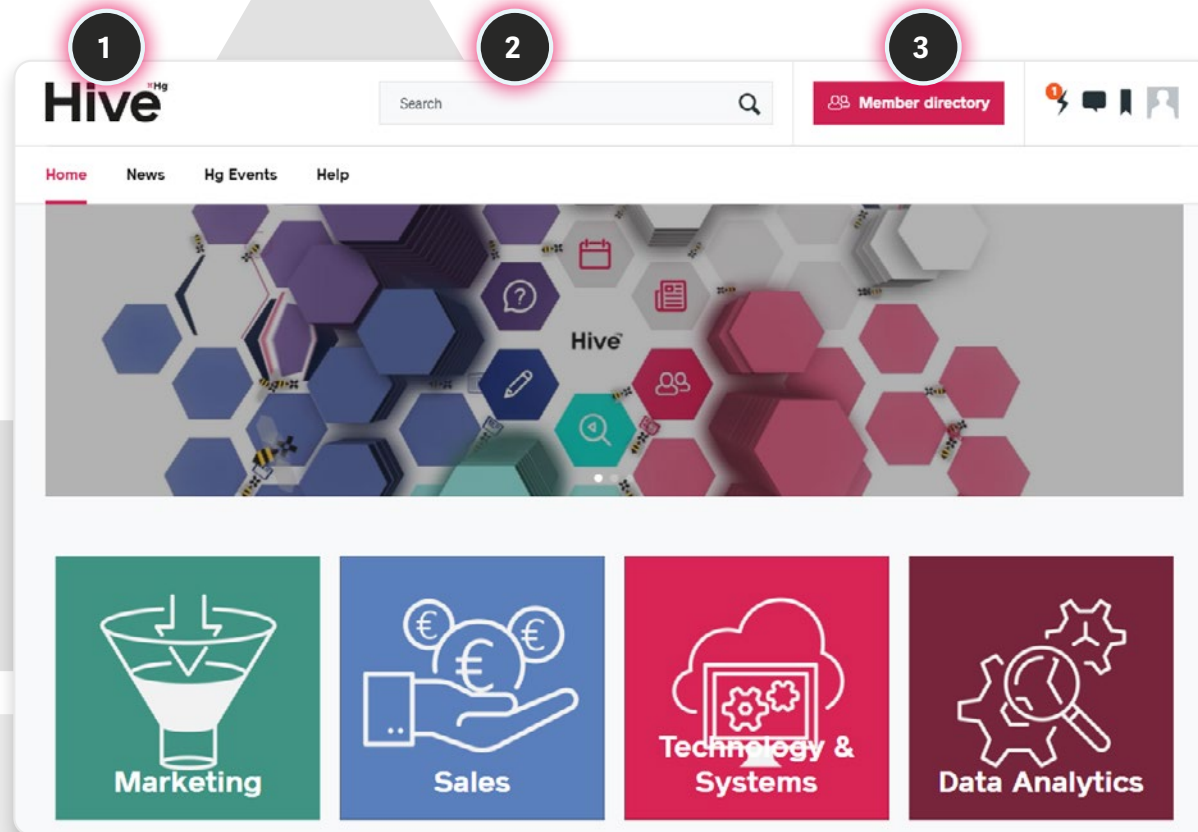 1
2
3
Hive
Hg
Search
Member directory
1
Home News Hg Events Help
?
Hive
€ € €
Marketing
Sales
Technology &
Systems
Data Analytics